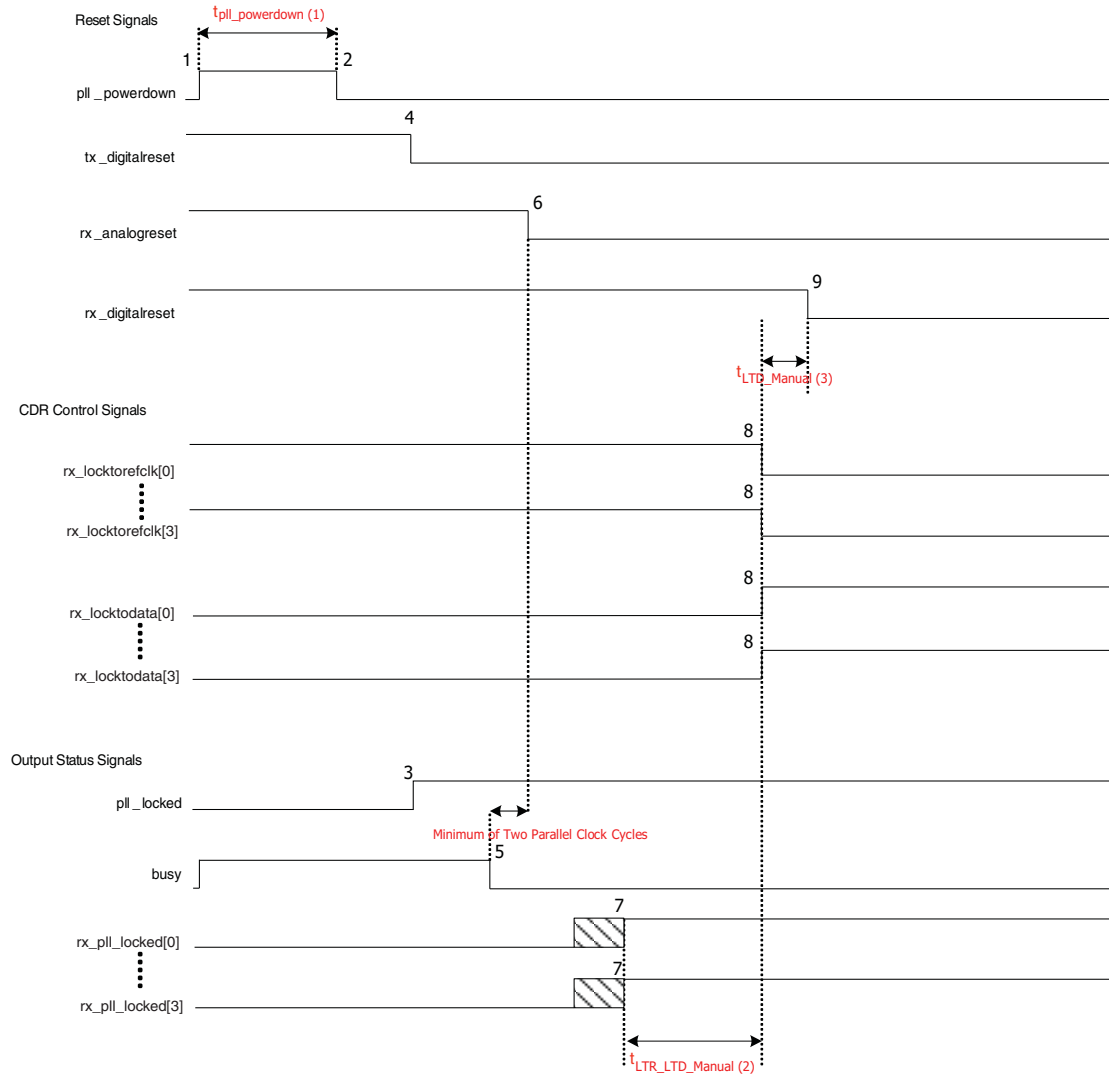 Reset Signals
tpll_powerdown (1)
1
2
pll _ powerdown
4
tx _digitalreset
6
rx _analogreset
9
rx _digitalreset
tLTD_Manual (3)
CDR Control Signals
8
rx_locktorefclk[0]
8
rx_locktorefclk[3]
8
rx_locktodata[0]
8
rx_locktodata[3]
Output Status Signals
3
pll _ locked
Minimum of Two Parallel Clock Cycles
5
busy
7
rx_pll_locked[0]
7
rx_pll_locked[3]
tLTR_LTD_Manual (2)